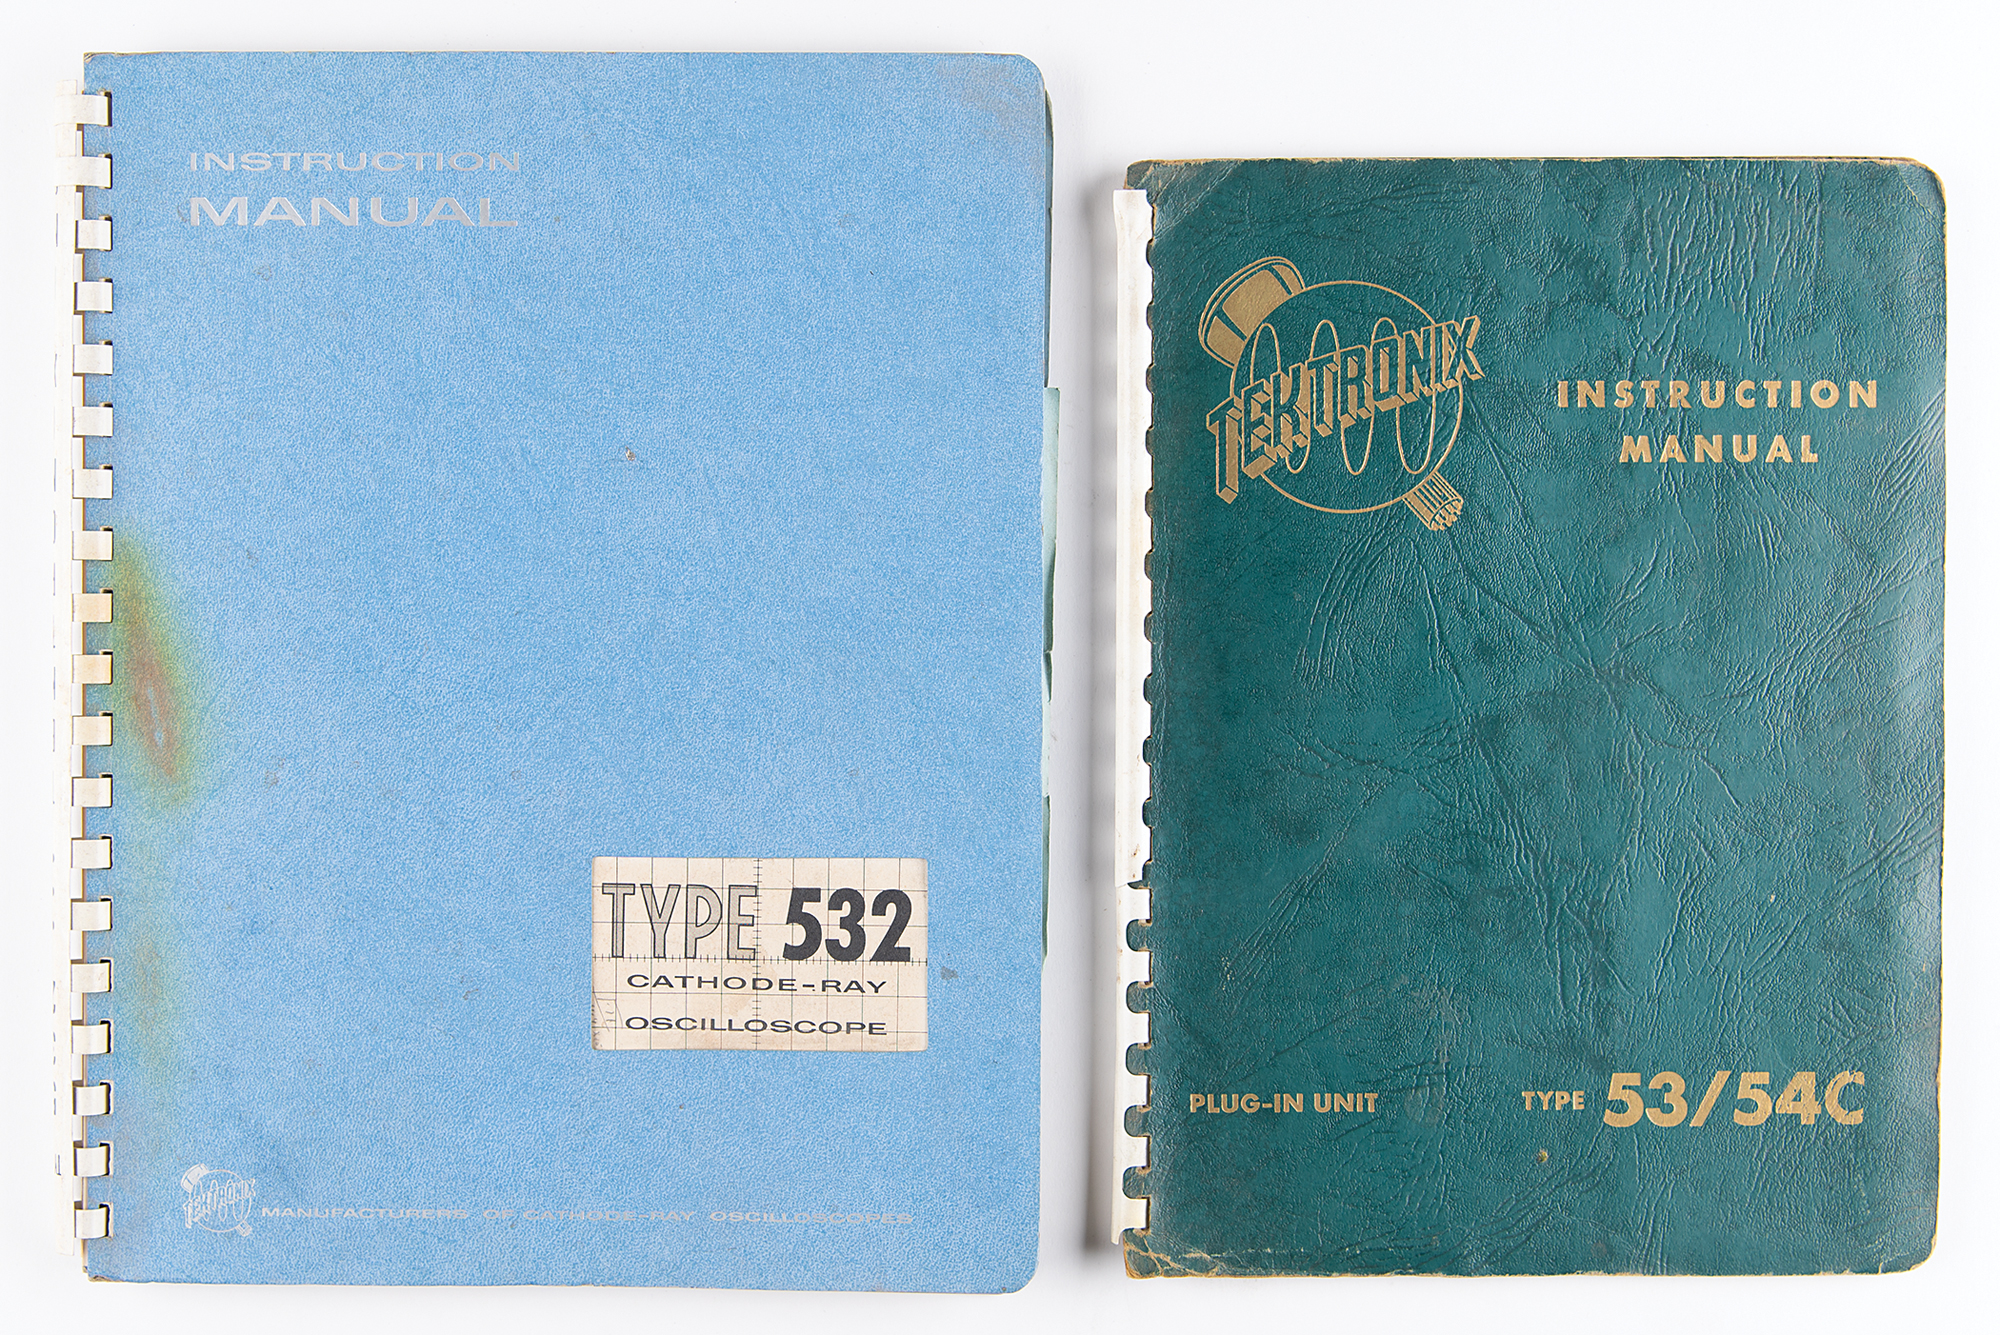 INSTRUCTION
MANUAL
TYPE 532
CATHODE-RAY
OSCILLOSCOPE
TEKTRONIX
MANUFACTURERS OF CATHODE-RAY OSCILLOSCOPES
TEKTRONIX
INSTRUCTION
MANUAL
PLUG-IN UNIT TYPE 53/54C